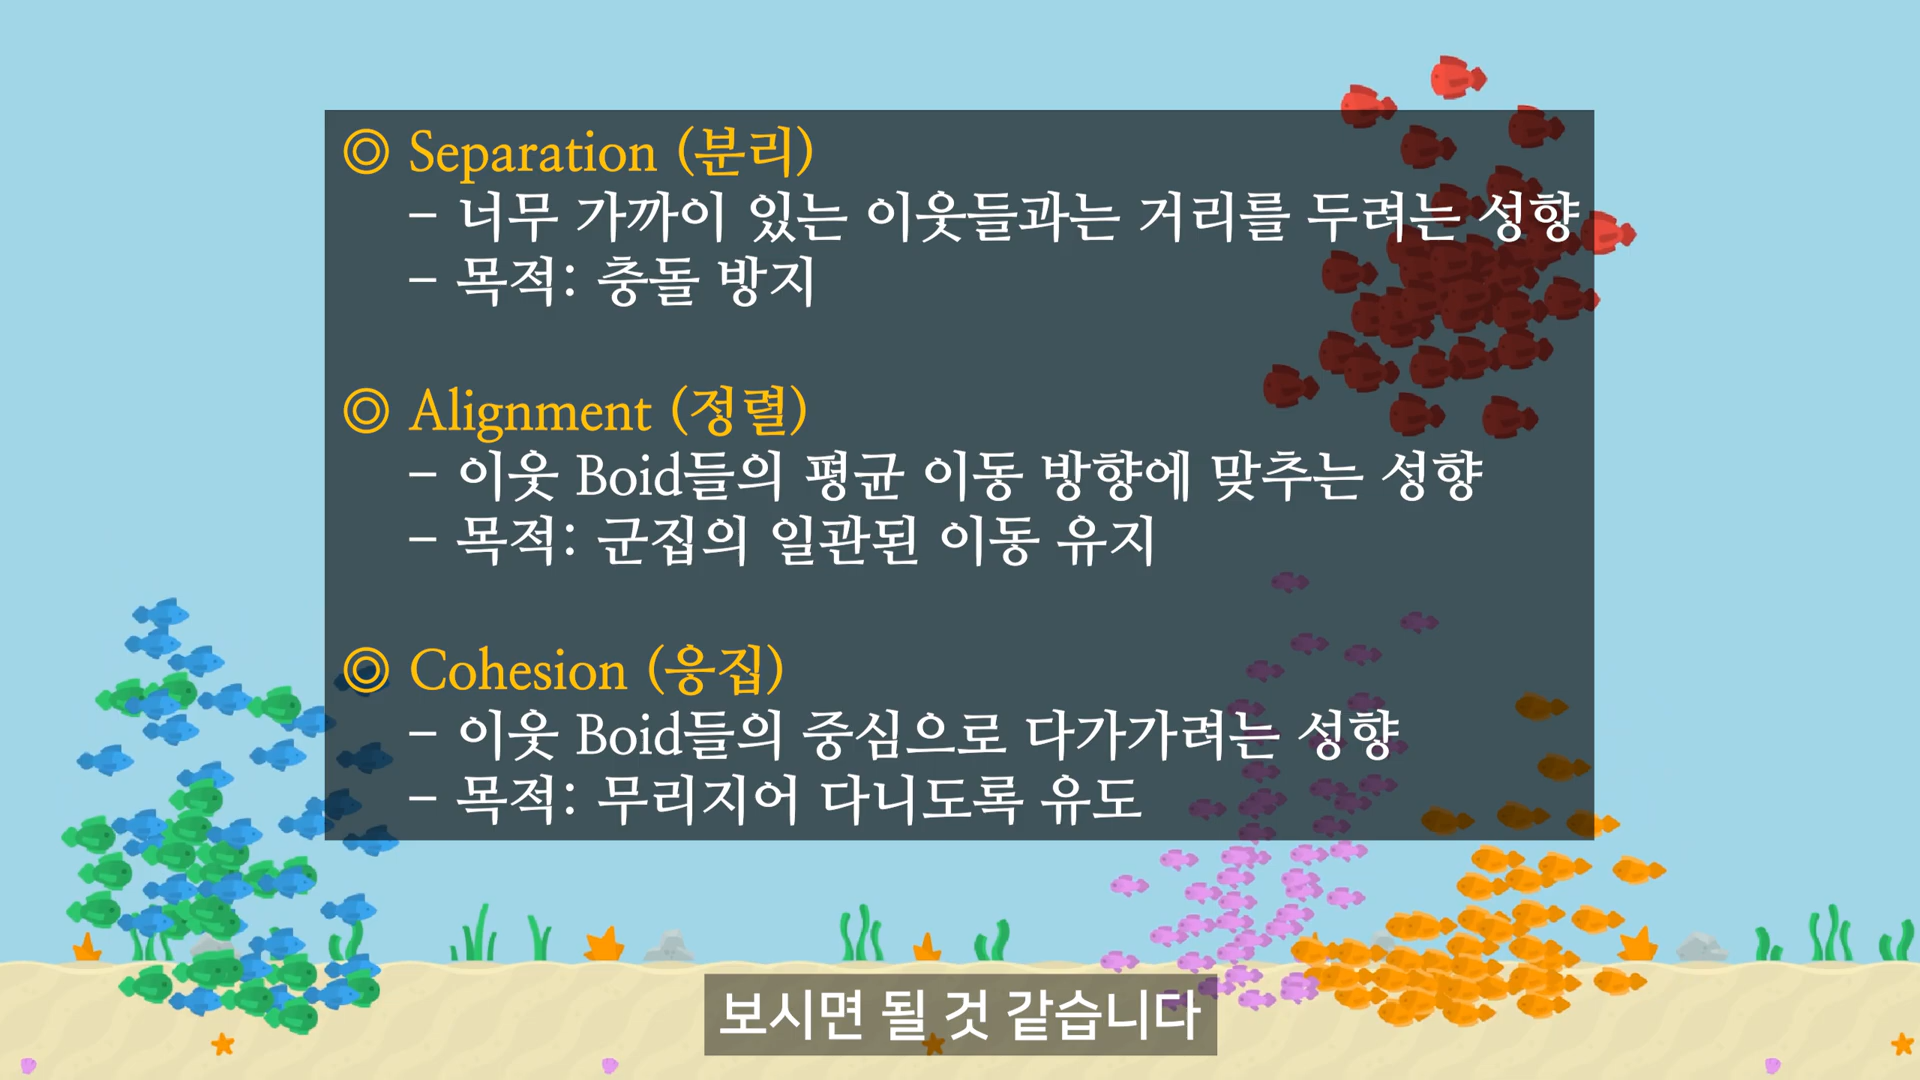 ◎ Separation (분리)
– 너무 가까이 있는 이웃들과는 거리를 두려는 성향
– 목적: 충돌 방지
◎ Alignment (정렬)
– 이웃 Boid들의 평균 이동 방향에 맞추는 성향
– 목적: 군집의 일관된 이동 유지
◎ Cohesion (응집)
– 이웃 Boid들의 중심으로 다가가려는 성향
– 목적: 무리지어 다니도록 유도
보시면 될 것 같습니다